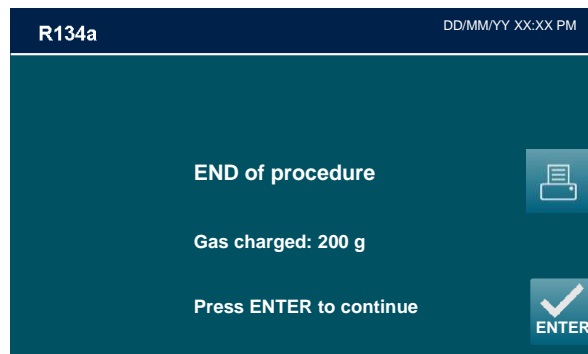 R134a
DD/MM/YY XX:XX PM
END of procedure
Gas charged: 200 g
Press ENTER to continue
ENTER